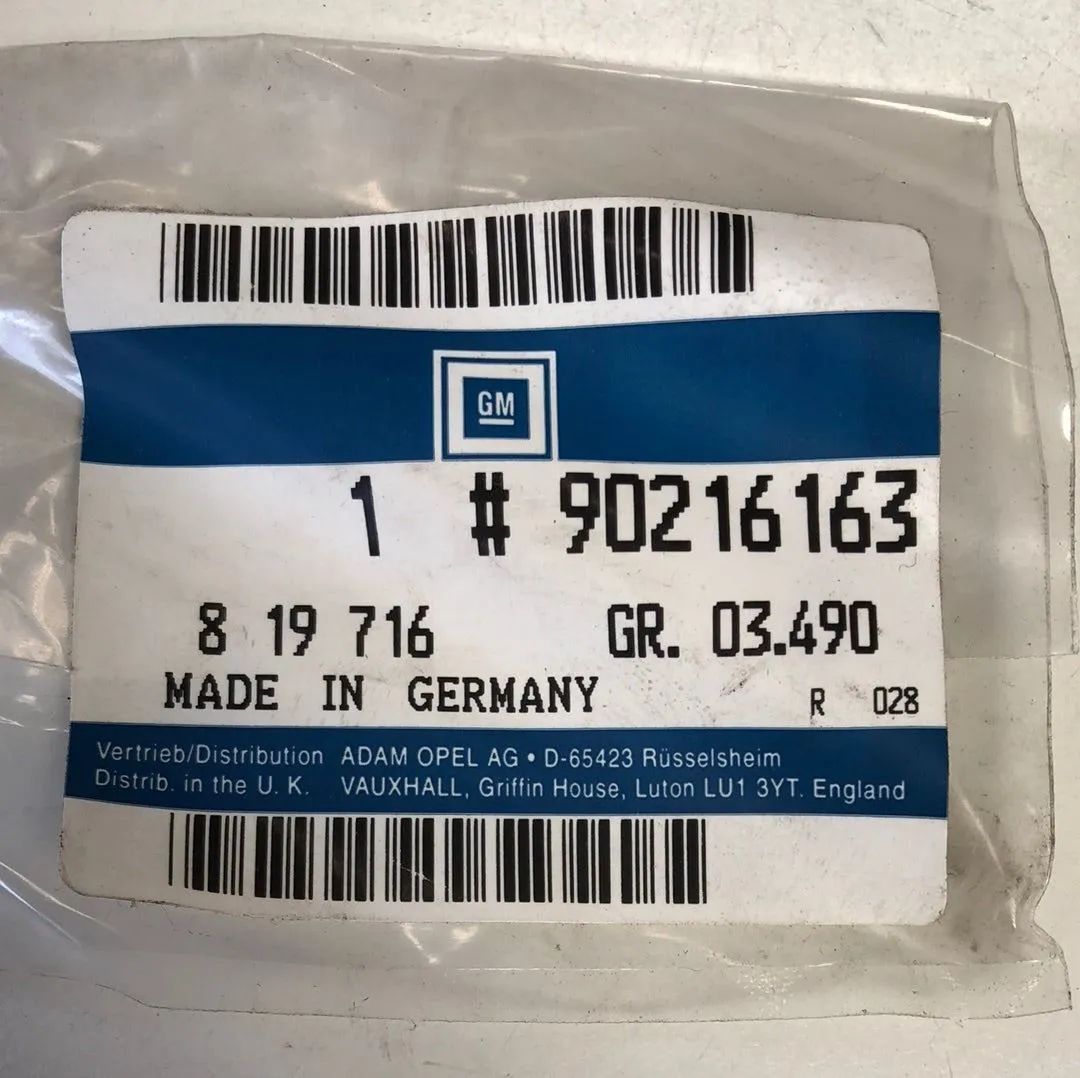 GM
1 # 90216163
8 19 716 GR. 03.490
MADE IN GERMANY R 028
Vertrieb/Distribution ADAM OPEL AG • D-65423 Rüsselsheim
Distrib. in the U. K. VAUXHALL, Griffin House, Luton LU1 3YT. England